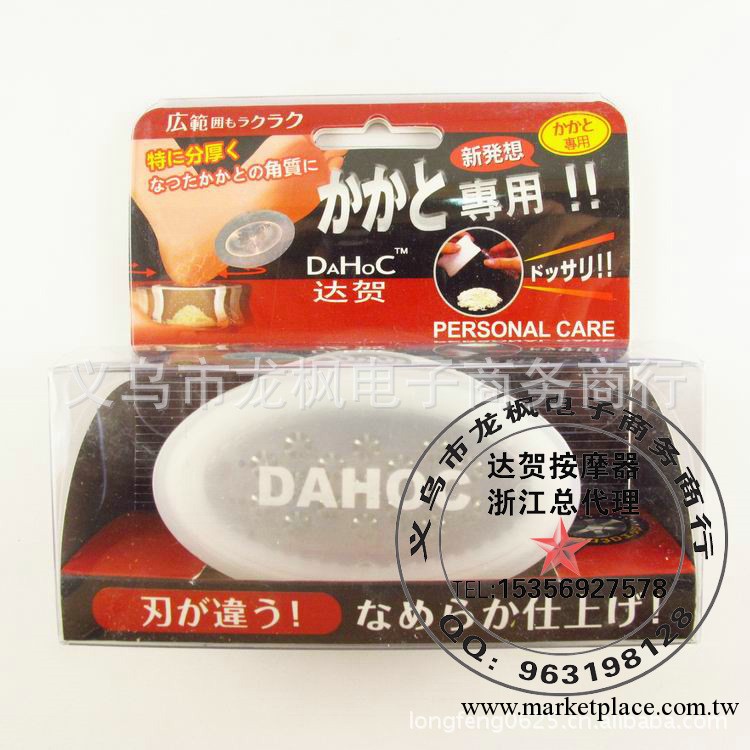 広範囲もラクラク
特に分厚く
なつたかかとの角質に
かかと
新発想
專用!!
かかと
專用
DAHOC™
达贺
ドッサリ!!
PERSONAL CARE
义乌市龙枫电子商务商行
DAHOC
义乌市龙枫电子商务商行
达贺按摩器
浙江总代理
TEL:15356927578
QQ: 963198128
刃が違う! なめらか仕上げ!
www.marketplace.com.tw